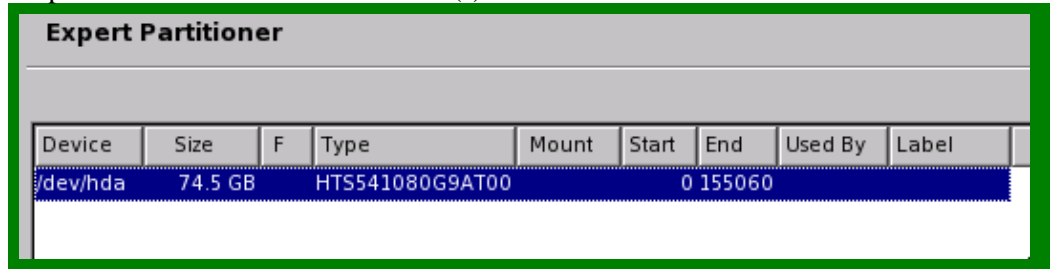 Expert Partitioner
Device Size F Type Mount Start End Used By Label
/dev/hda 74.5 GB HTS541080G9AT00 0 155060